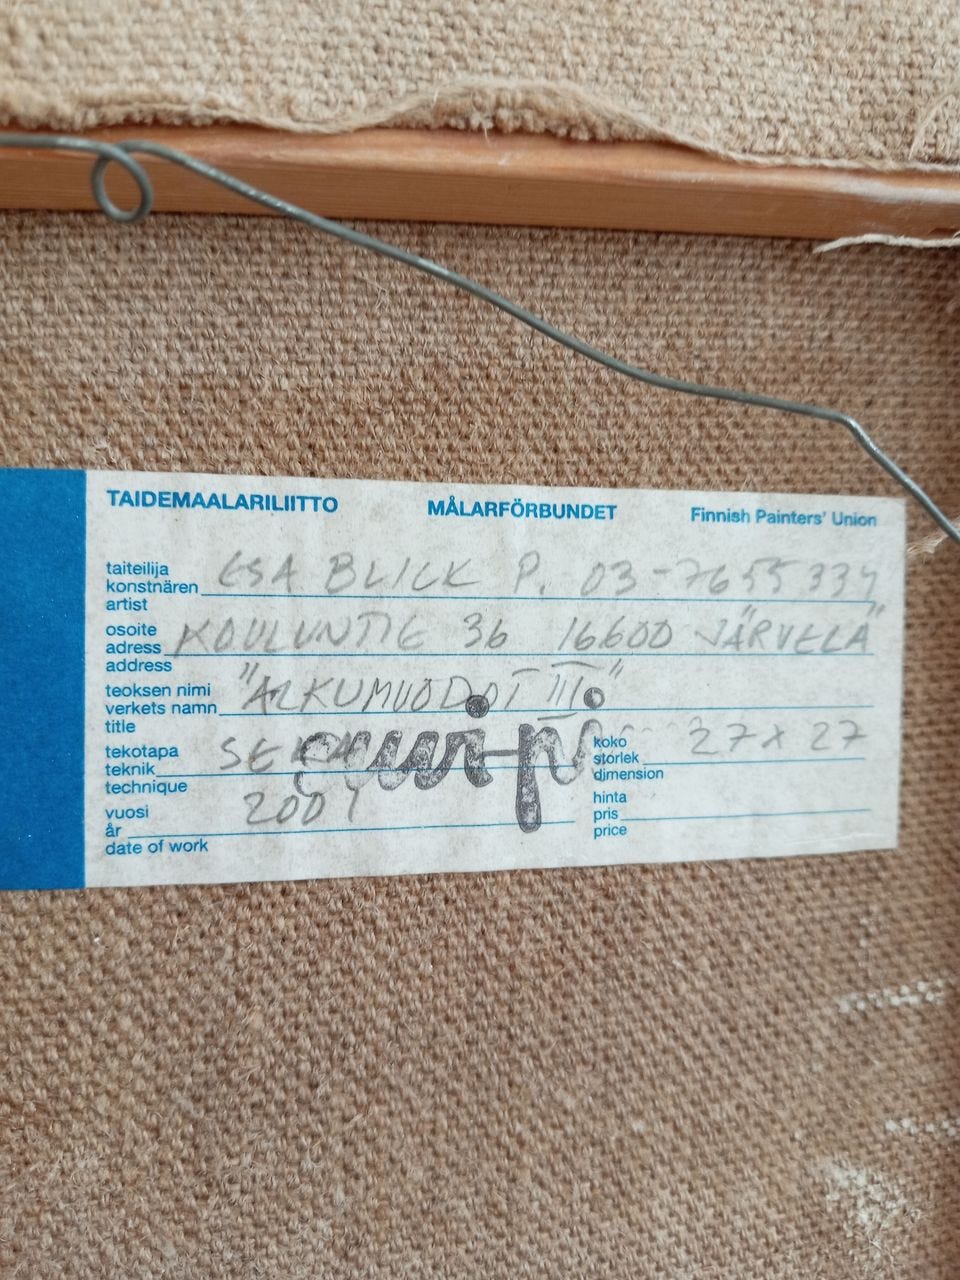 TAIDEMAALARILIITTO MÅLARFÖRBUNDET Finnish Painters' Union
taiteilija
konstnären ESA BLICK P. 03-7655337
artist
osoite
adress KOULUNTIE 36 16600 JÄRVELÄ
address
teoksen nimi
verkets namn "ALKUMUODOT III"
title
tekotapa
teknik
technique
koko
storlek 27 x 27
dimension
vuosi
år 2001
date of work
hinta
pris
price